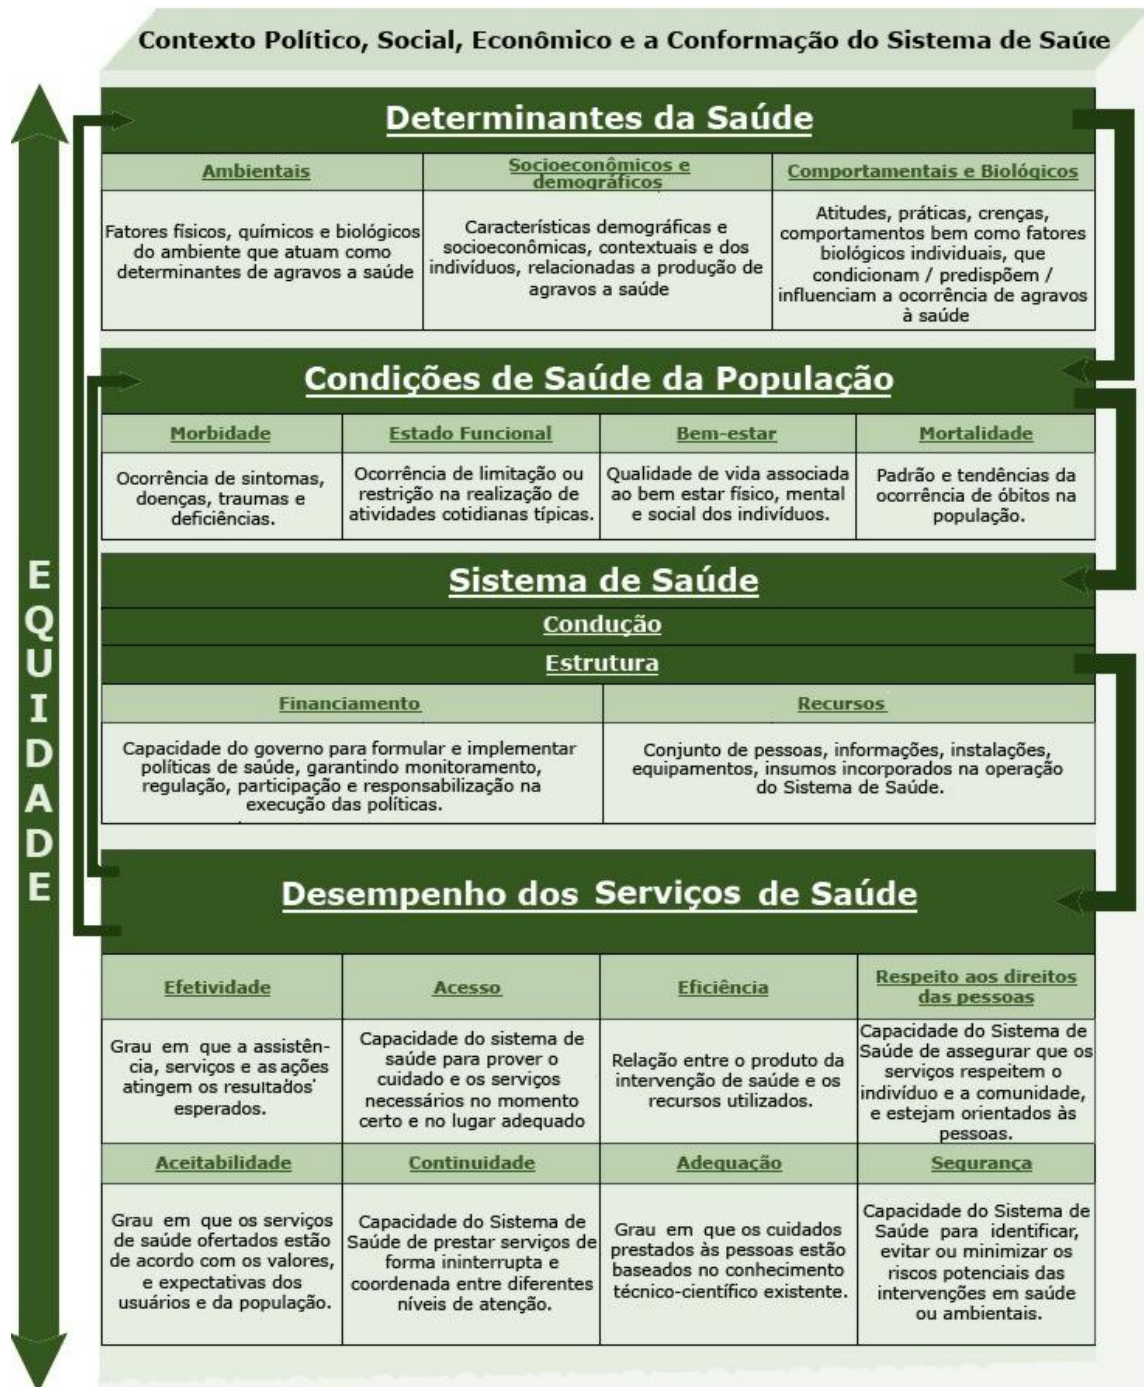 Contexto Político, Social, Econômico e a Conformação do Sistema de Saúde
EQUIDADE
Determinantes da Saúde
Ambientais
Fatores físicos, químicos e biológicos
do ambiente que atuam como
determinantes de agravos a saúde
Socioeconômicos e
demográficos
Características demográficas e
socioeconômicas, contextuais e dos
indivíduos, relacionadas a produção de
agravos a saúde
Comportamentais e Biológicos
Atitudes, práticas, crenças,
comportamentos bem como fatores
biológicos individuais, que
condicionam / predispõem /
influenciam a ocorrência de agravos
à saúde
Condições de Saúde da População
Morbidade
Ocorrência de sintomas,
doenças, traumas e
deficiências.
Estado Funcional
Ocorrência de limitação ou
restrição na realização de
atividades cotidianas típicas.
Bem-estar
Qualidade de vida associada
ao bem estar físico, mental
e social dos indivíduos.
Mortalidade
Padrão e tendências da
ocorrência de óbitos na
população.
Sistema de Saúde
Condução
Estrutura
Financiamento
Capacidade do governo para formular e implementar
políticas de saúde, garantindo monitoramento,
regulação, participação e responsabilização na
execução das políticas.
Recursos
Conjunto de pessoas, informações, instalações,
equipamentos, insumos incorporados na operação
do Sistema de Saúde.
Desempenho dos Serviços de Saúde
Efetividade
Grau em que a assistên-
cia, serviços e as ações
atingem os resultados
esperados.
Acesso
Capacidade do sistema de
saúde para prover o
cuidado e os serviços
necessários no momento
certo e no lugar adequado
Eficiência
Relação entre o produto da
intervenção de saúde e os
recursos utilizados.
Respeito aos direitos
das pessoas
Capacidade do Sistema de
Saúde de assegurar que os
serviços respeitem o
indivíduo e a comunidade,
e estejam orientados às
pessoas.
Aceitabilidade
Grau em que os serviços
de saúde ofertados estão
de acordo com os valores,
e expectativas dos
usuários e da população.
Continuidade
Capacidade do Sistema de
Saúde de prestar serviços de
forma ininterrupta e
coordenada entre diferentes
níveis de atenção.
Adequação
Grau em que os cuidados
prestados às pessoas estão
baseados no conhecimento
técnico-científico existente.
Segurança
Capacidade do Sistema de
Saúde para identificar,
evitar ou minimizar os
riscos potenciais das
intervenções em saúde
ou ambientais.